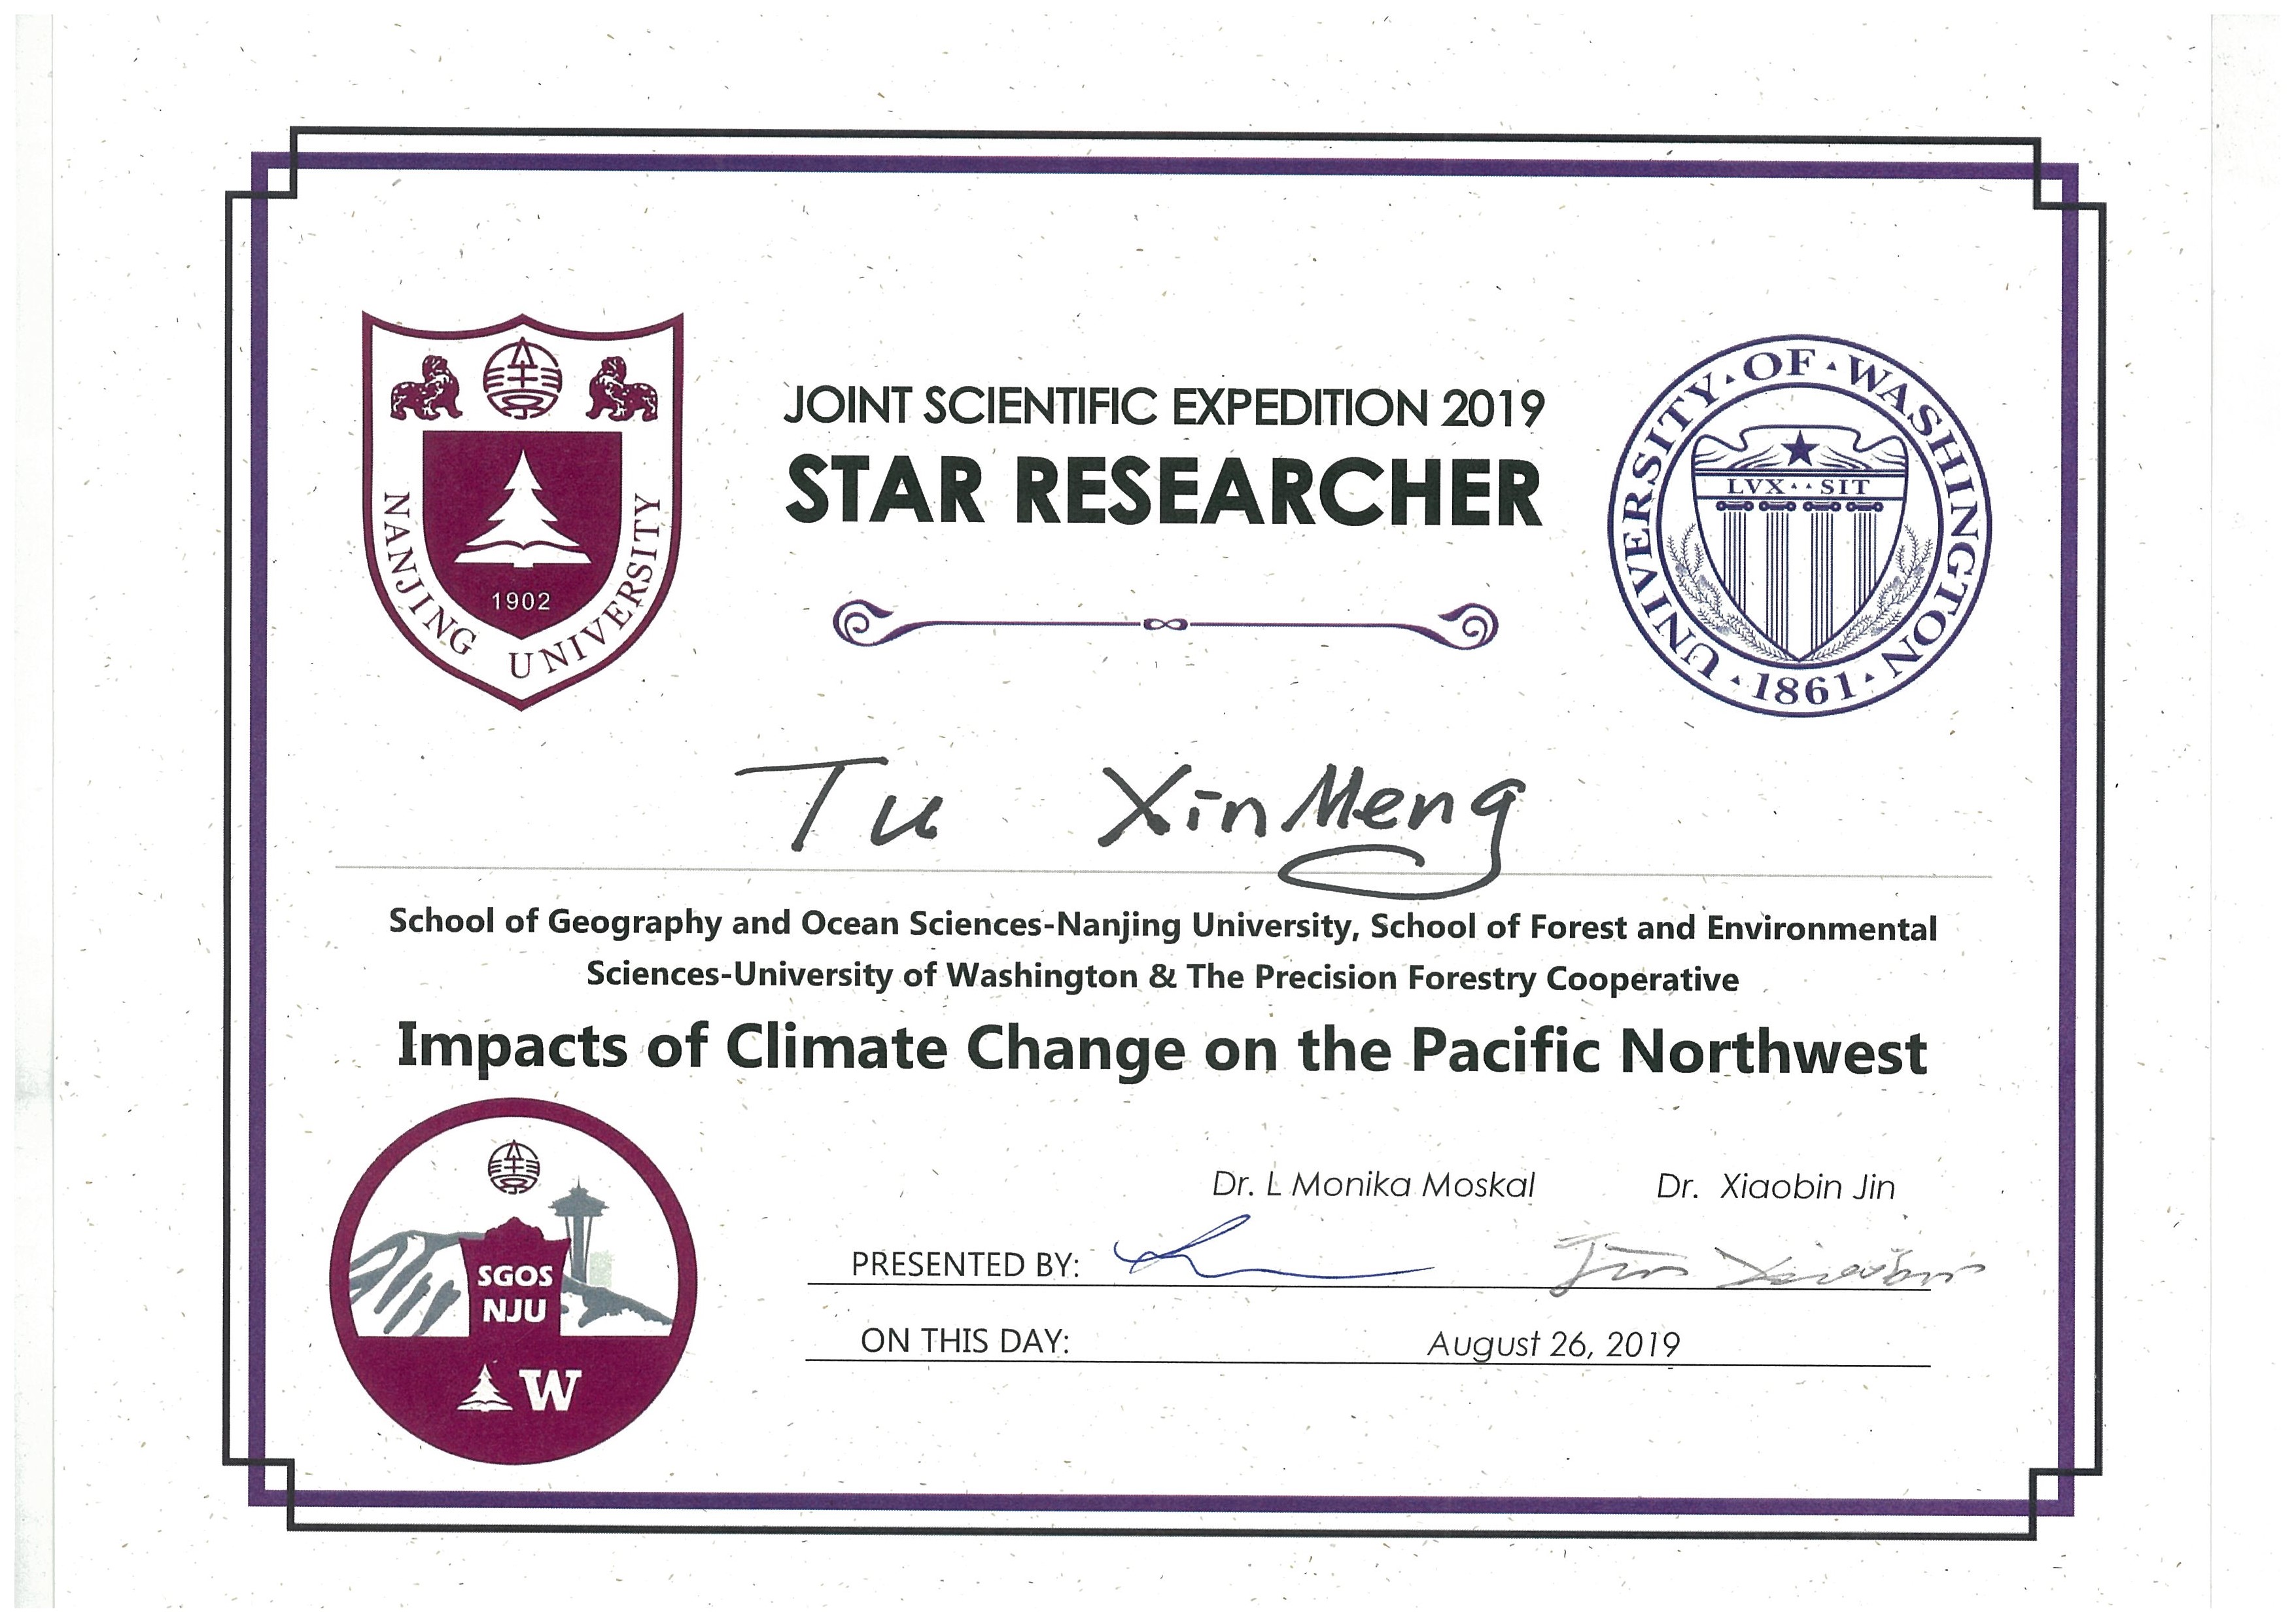 JOINT SCIENTIFIC EXPEDITION 2019
STAR RESEARCHER
NANJING UNIVERSITY
1902
UNIVERSITY OF WASHINGTON
LVX SIT
1861
Tu XinMeng
School of Geography and Ocean Sciences-Nanjing University, School of Forest and Environmental
Sciences-University of Washington & The Precision Forestry Cooperative
Impacts of Climate Change on the Pacific Northwest
SGOS
NJU
W
Dr. L Monika Moskal Dr. Xiaobin Jin
PRESENTED BY: Jin Xiaobin
ON THIS DAY: August 26, 2019